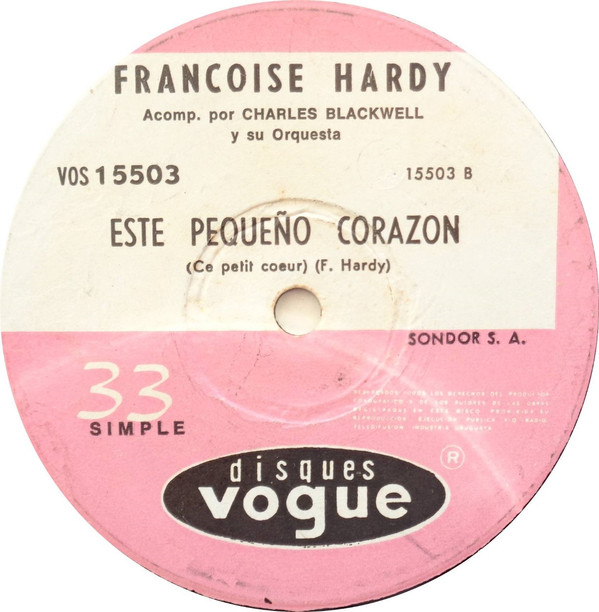 FRANCOISE HARDY
Acomp. por CHARLES BLACKWELL
y su Orquesta
VOS 15503
15503 B
ESTE PEQUEÑO CORAZON
(Ce petit coeur) (F. Hardy)
SONDOR S. A.
33
SIMPLE
disques
vogue
®